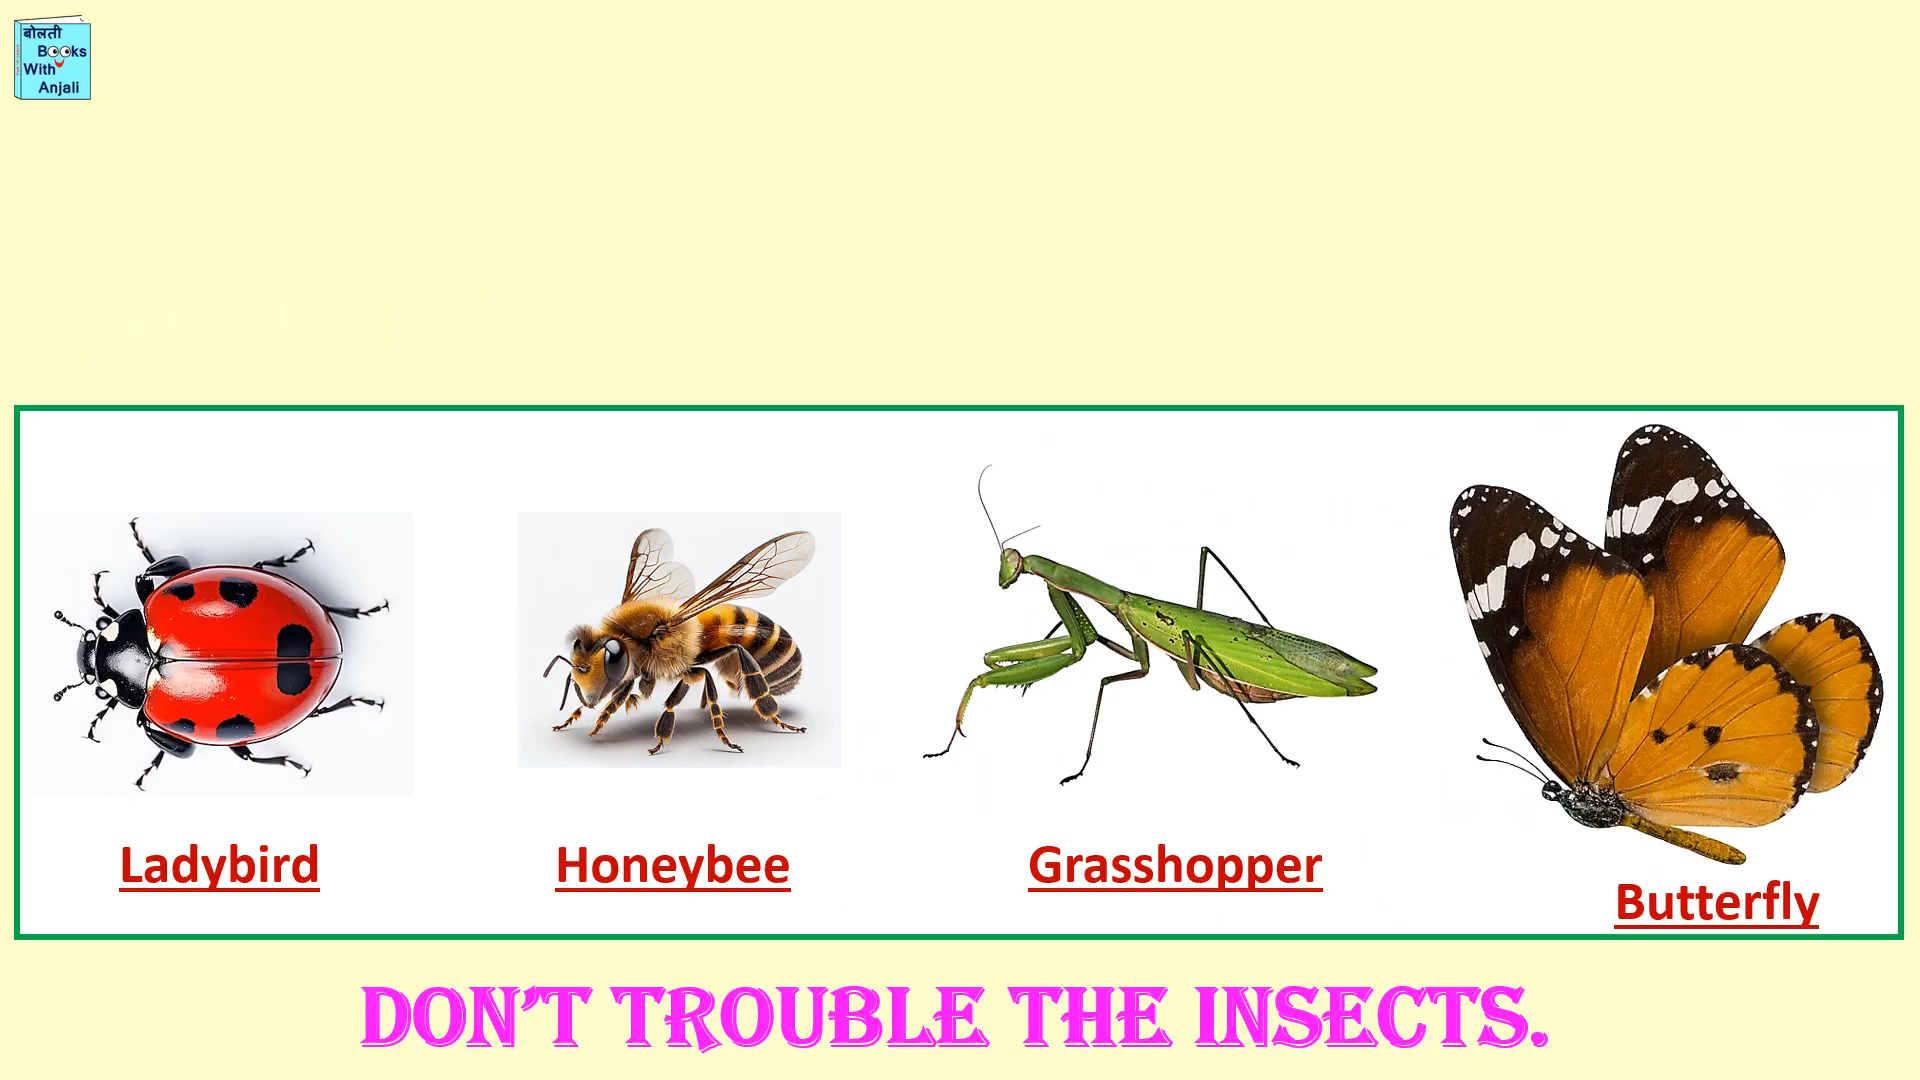 बोलती
Books
With
Anjali
Ladybird
Honeybee
Grasshopper
Butterfly
DON'T TROUBLE THE INSECTS.